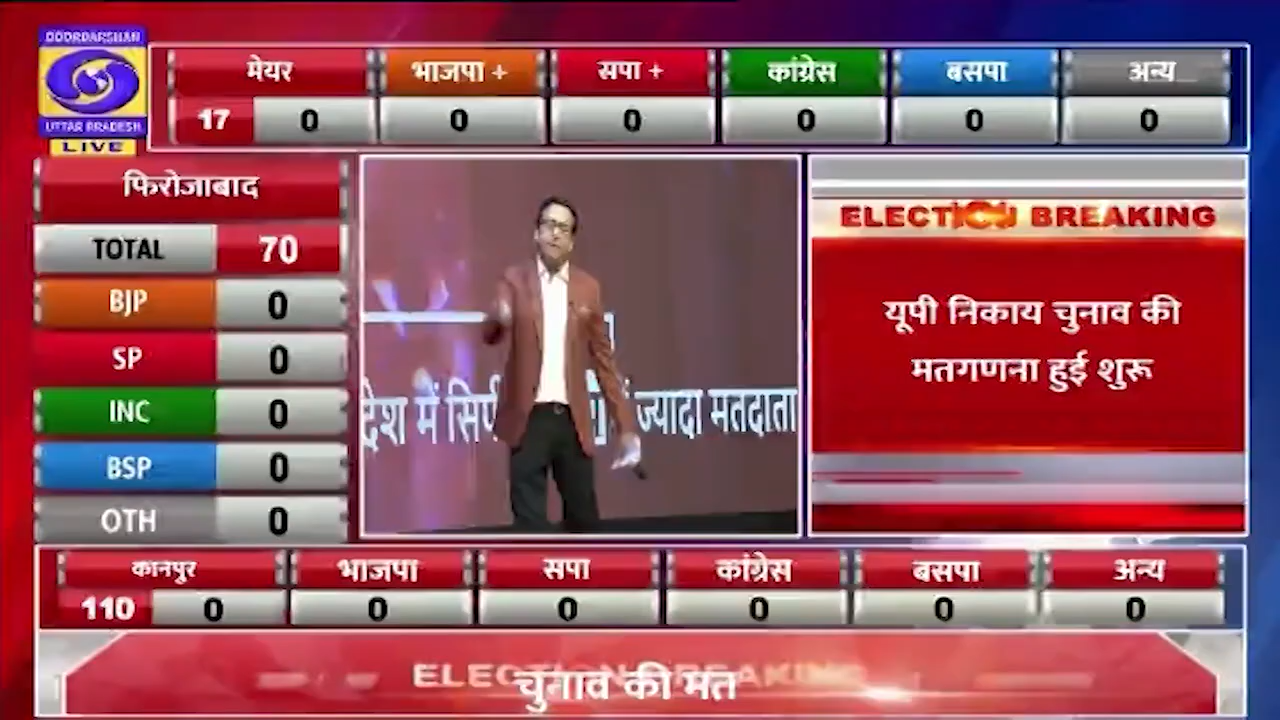 DOORDARSHAN
UTTAR PRADESH
LIVE
मेयर भाजपा + सपा + कांग्रेस बसपा अन्य
17 0 0 0 0 0 0
फिरोजाबाद
TOTAL 70
BJP 0
SP 0
INC 0
BSP 0
OTH 0
देश में ज्यादा मतदाता
BREAKING
यूपी निकाय चुनाव की
मतगणना हुई शुरू
कानपुर भाजपा सपा कांग्रेस बसपा अन्य
110 0 0 0 0 0 0
चुनाव की मत